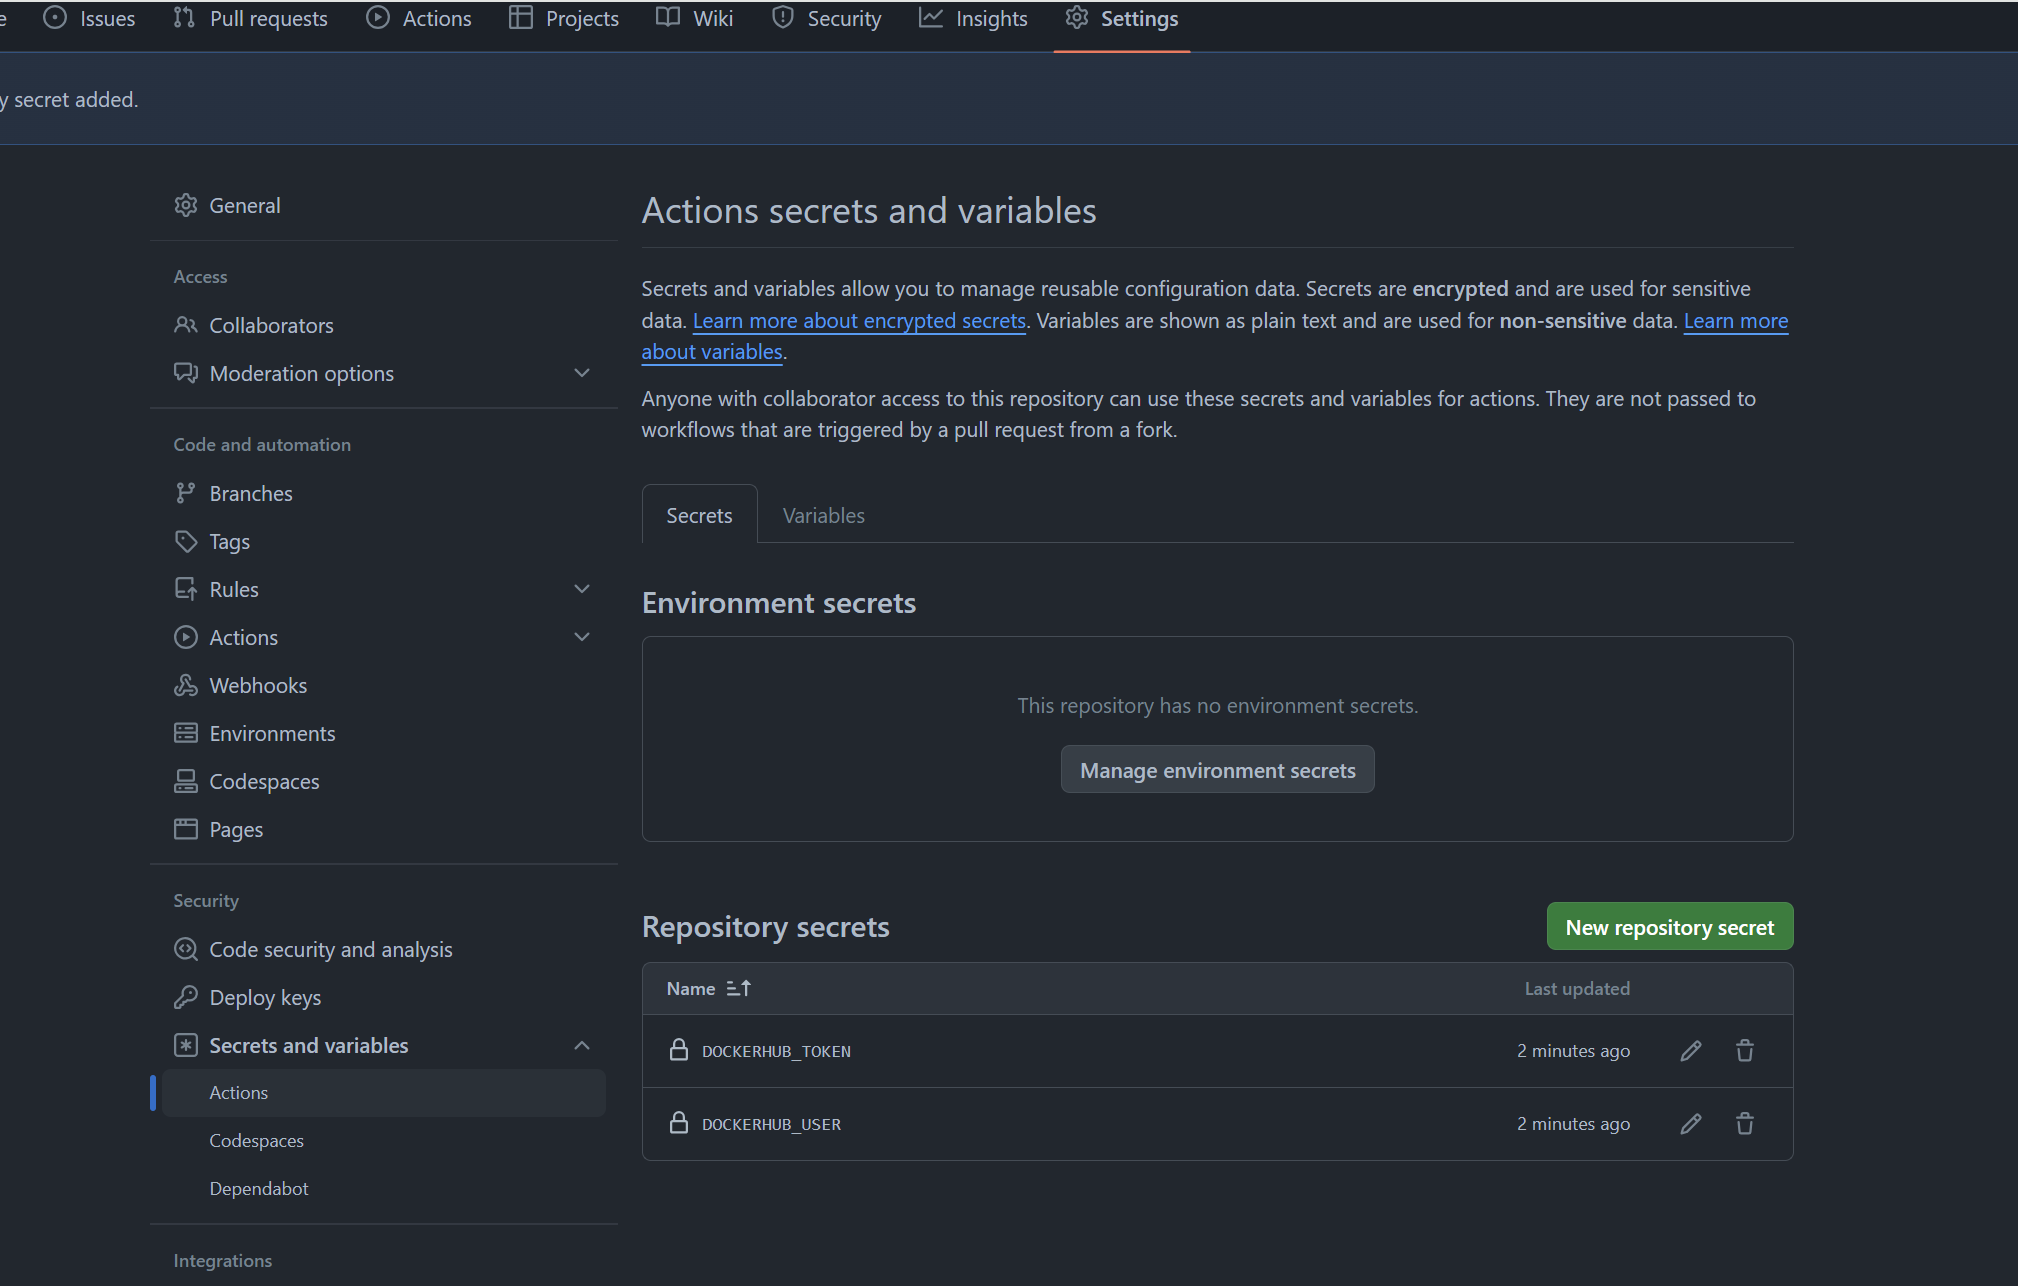 e Issues Pull requests Actions Projects Wiki Security Insights Settings
y secret added.
General
Access
Collaborators
Moderation options
Code and automation
Branches
Tags
Rules
Actions
Webhooks
Environments
Codespaces
Pages
Security
Code security and analysis
Deploy keys
Secrets and variables
Actions
Codespaces
Dependabot
Integrations
Actions secrets and variables
Secrets and variables allow you to manage reusable configuration data. Secrets are encrypted and are used for sensitive
data. Learn more about encrypted secrets. Variables are shown as plain text and are used for non-sensitive data. Learn more
about variables.
Anyone with collaborator access to this repository can use these secrets and variables for actions. They are not passed to
workflows that are triggered by a pull request from a fork.
Secrets Variables
Environment secrets
This repository has no environment secrets.
Manage environment secrets
Repository secrets New repository secret
Name Last updated
DOCKERHUB_TOKEN 2 minutes ago
DOCKERHUB_USER 2 minutes ago